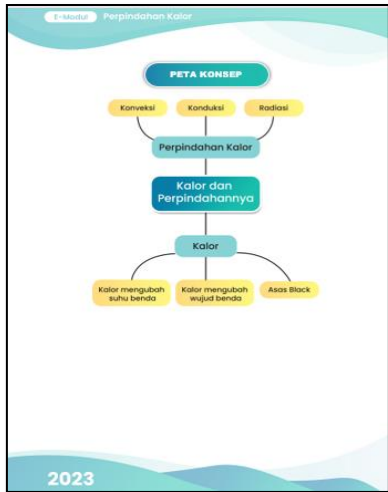 E-Modul Perpindahan Kalor
PETA KONSEP
Konveksi Konduksi Radiasi
Perpindahan Kalor
Kalor dan
Perpindahannya
Kalor
Kalor mengubah
suhu benda
Kalor mengubah
wujud benda
Asas Black
2023